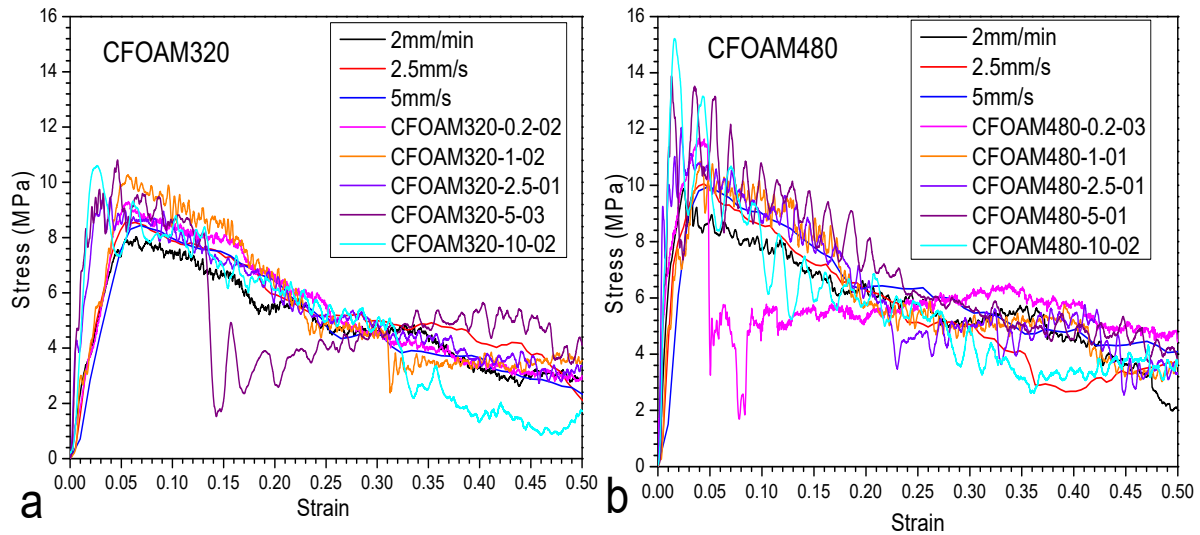 CFOAM320
2mm/min
2.5mm/s
5mm/s
CFOAM320-0.2-02
CFOAM320-1-02
CFOAM320-2.5-01
CFOAM320-5-03
CFOAM320-10-02
Stress (MPa)
16
14
12
10
8
6
4
2
0
0.00 0.05 0.10 0.15 0.20 0.25 0.30 0.35 0.40 0.45 0.50
Strain
a
CFOAM480
2mm/min
2.5mm/s
5mm/s
CFOAM480-0.2-03
CFOAM480-1-01
CFOAM480-2.5-01
CFOAM480-5-01
CFOAM480-10-02
Stress (MPa)
16
14
12
10
8
6
4
2
0
0.00 0.05 0.10 0.15 0.20 0.25 0.30 0.35 0.40 0.45 0.50
Strain
b